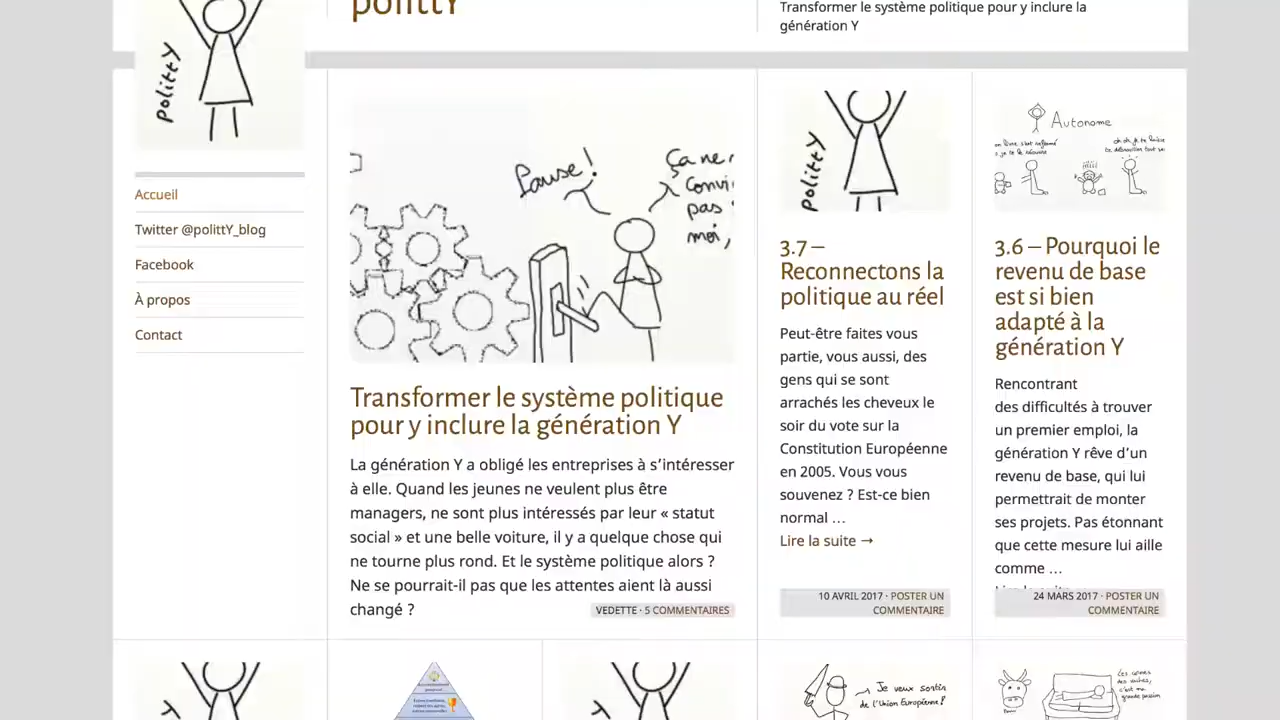 polittY
Transformer le système politique pour y inclure la
génération Y
polittY
Accueil
Twitter @polittY_blog
Facebook
À propos
Contact
Pause !
Ça ne
pas
moi,
Transformer le système politique
pour y inclure la génération Y
La génération Y a obligé les entreprises à s’intéresser
à elle. Quand les jeunes ne veulent plus être
managers, ne sont plus intéressés par leur « statut
social » et une belle voiture, il y a quelque chose qui
ne tourne plus rond. Et le système politique alors ?
Ne se pourrait-il pas que les attentes aient là aussi
changé ?
VEDETTE · 5 COMMENTAIRES
polittY
3.7 –
Reconnectons la
politique au réel
Peut-être faites vous
partie, vous aussi, des
gens qui se sont
arrachés les cheveux le
soir du vote sur la
Constitution Européenne
en 2005. Vous vous
souvenez ? Est-ce bien
normal …
Lire la suite →
10 AVRIL 2017 · POSTER UN
COMMENTAIRE
Autonome
3.6 – Pourquoi le
revenu de base
est si bien
adapté à la
génération Y
Rencontrant
des difficultés à trouver
un premier emploi, la
génération Y rêve d’un
revenu de base, qui lui
permettrait de monter
ses projets. Pas étonnant
que cette mesure lui aille
comme …
24 MARS 2017 · POSTER UN
COMMENTAIRE
Je veux sortir
de l'Union Européenne !